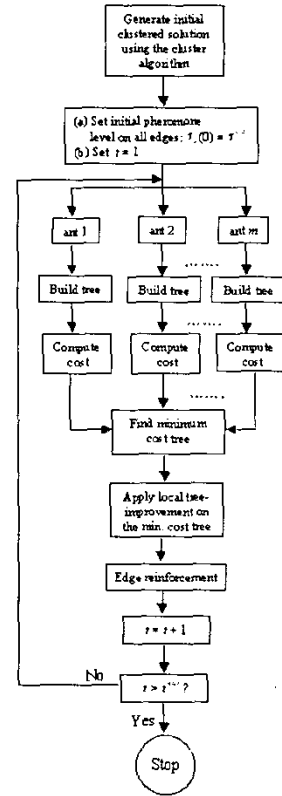 Generate initial
clustered solution
using the cluster
algorithm
(a) Set initial pheromone
level on all edges;
(b) Set t = 1
ant 1
ant 2
ant m
........
Build tree
Build tree
Build tree
........
Compute
cost
Compute
cost
Compute
cost
........
Find minimum
cost tree
Apply local tree-
improvement on
the min. cost tree
Edge reinforcement
t = t + 1
No
Yes
Stop